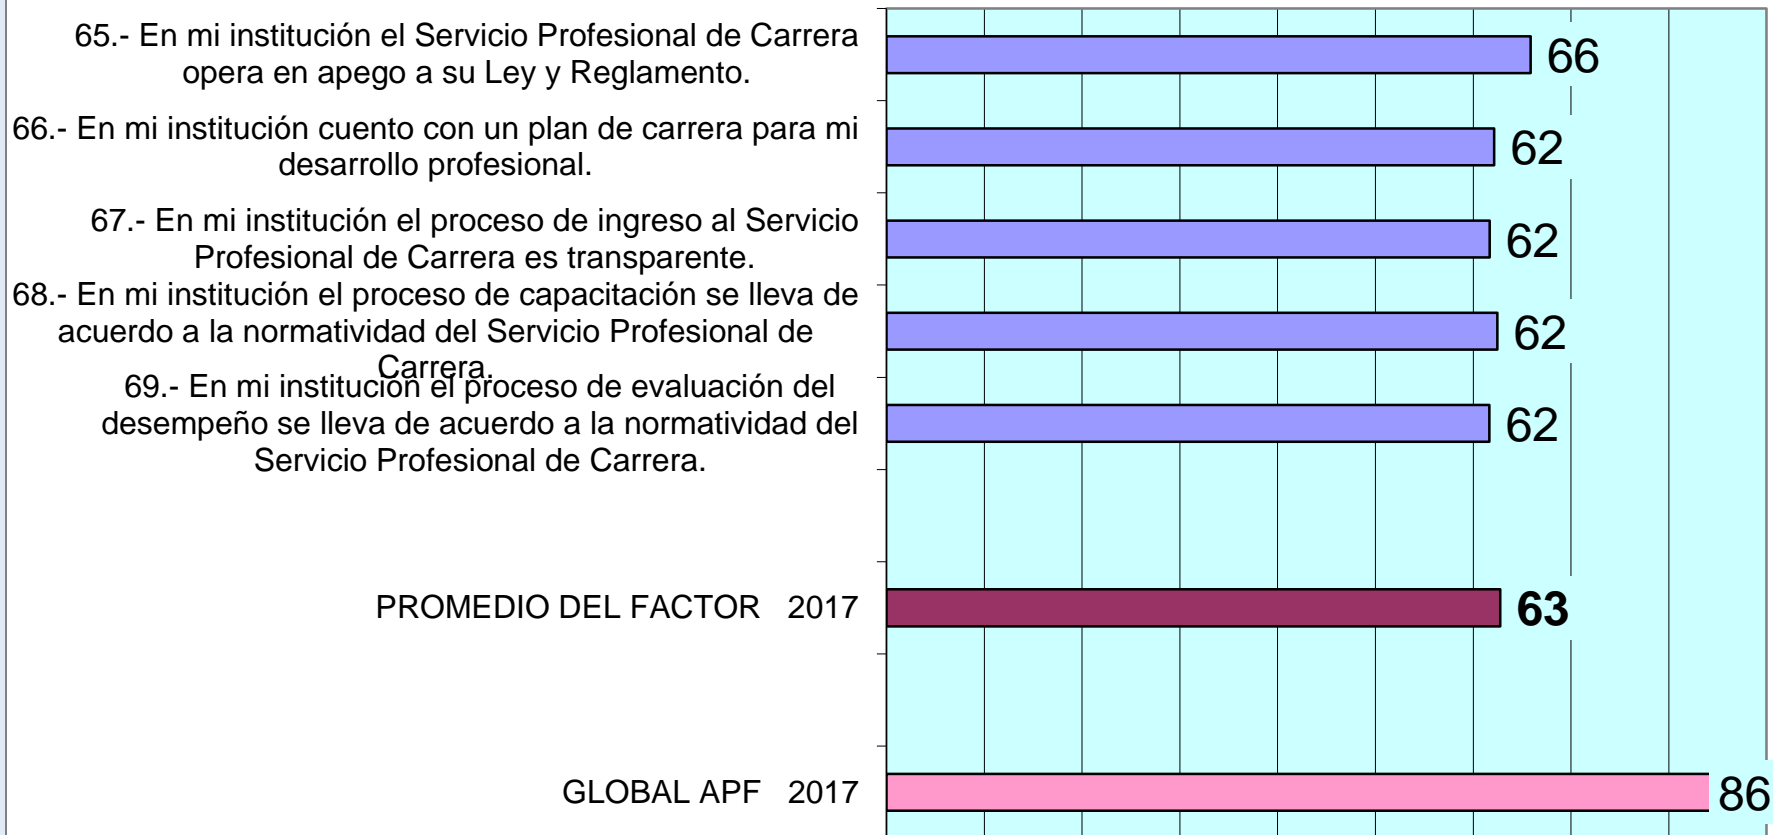 65.- En mi institución el Servicio Profesional de Carrera
opera en apego a su Ley y Reglamento.
66
66.- En mi institución cuento con un plan de carrera para mi
desarrollo profesional.
62
67.- En mi institución el proceso de ingreso al Servicio
Profesional de Carrera es transparente.
62
68.- En mi institución el proceso de capacitación se lleva de
acuerdo a la normatividad del Servicio Profesional de
Carrera.
62
69.- En mi institución el proceso de evaluación del
desempeño se lleva de acuerdo a la normatividad del
Servicio Profesional de Carrera.
62
PROMEDIO DEL FACTOR 2017
63
GLOBAL APF 2017
86